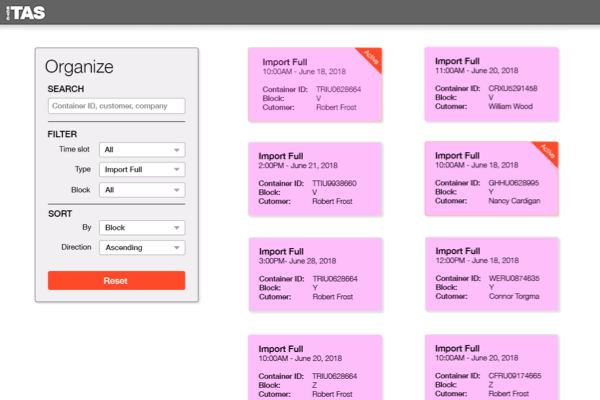 TAS
Organize
SEARCH
Container ID, customer, company
FILTER
Time slot All
Type Import Full
Block All
SORT
By Block
Direction Ascending
Reset
Import Full
10:00AM - June 18, 2018
Container ID: TRIU0628664
Block: V
Cutomer: Robert Frost
Active
Import Full
11:00AM - June 20, 2018
Container ID: CRXU5291458
Block: V
Cutomer: William Wood
Import Full
2:00PM - June 21, 2018
Container ID: TTIU9938660
Block: V
Cutomer: Robert Frost
Import Full
10:00AM - June 18, 2018
Container ID: GHHU0628995
Block: Y
Cutomer: Nancy Cardigan
Active
Import Full
3:00PM- June 28, 2018
Container ID: TRIU0628664
Block: Y
Cutomer: Robert Frost
Import Full
12:00PM - June 18, 2018
Container ID: WERU0874635
Block: Y
Cutomer: Connor Torgma
Import Full
10:00AM - June 20, 2018
Container ID: TRIU0628664
Block: Z
Cutomer: Robert Frost
Import Full
10:00AM - June 20, 2018
Container ID: CFRU09174665
Block: Z
Cutomer: Robert Frost